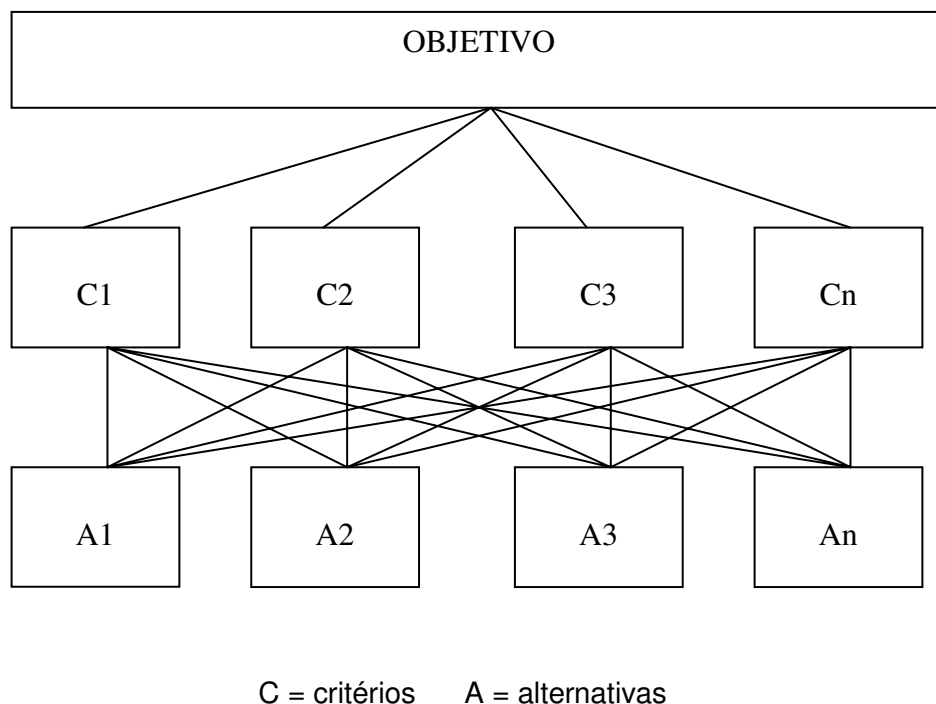 OBJETIVO
C1 C2 C3 Cn
A1 A2 A3 An
C = critérios A = alternativas